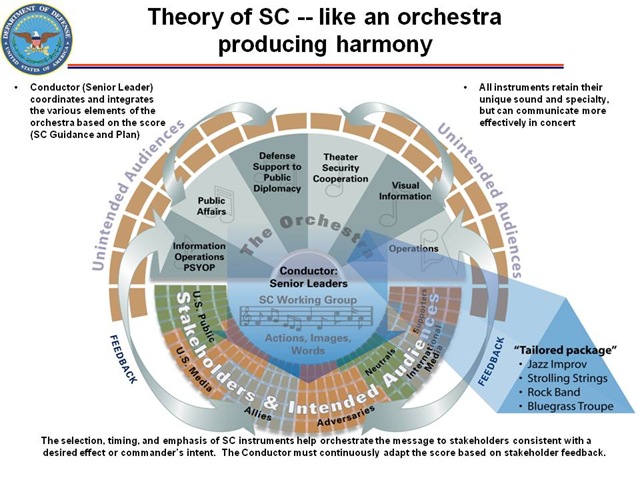 DEPARTMENT OF DEFENSE
UNITED STATES OF AMERICA
Theory of SC -- like an orchestra
producing harmony
• Conductor (Senior Leader)
coordinates and integrates
the various elements of the
orchestra based on the score
(SC Guidance and Plan)
• All instruments retain their
unique sound and specialty,
but can communicate more
effectively in concert
Unintended Audiences
Unintended Audiences
Defense
Support to
Public
Diplomacy
Theater
Security
Cooperation
Public
Affairs
Visual
Information
Information
Operations
PSYOP
Operations
The Orchestra
Conductor:
Senior Leaders
SC Working Group
Actions, Images,
Words
Stakeholders & Intended Audiences
U.S. Public
U.S. Media
Allies
Adversaries
Neutrals
International
Media
Supporters
FEEDBACK
FEEDBACK
“Tailored package”
• Jazz Improv
• Strolling Strings
• Rock Band
• Bluegrass Troupe
The selection, timing, and emphasis of SC instruments help orchestrate the message to stakeholders consistent with a
desired effect or commander's intent. The Conductor must continuously adapt the score based on stakeholder feedback.